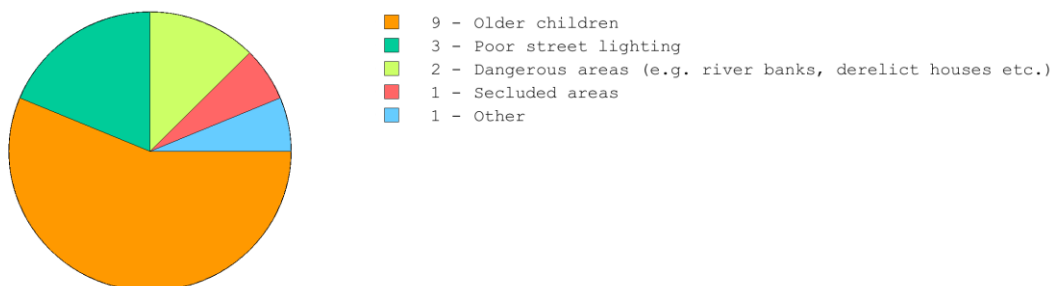 9 - Older children
3 - Poor street lighting
2 - Dangerous areas (e.g. river banks, derelict houses etc.)
1 - Secluded areas
1 - Other